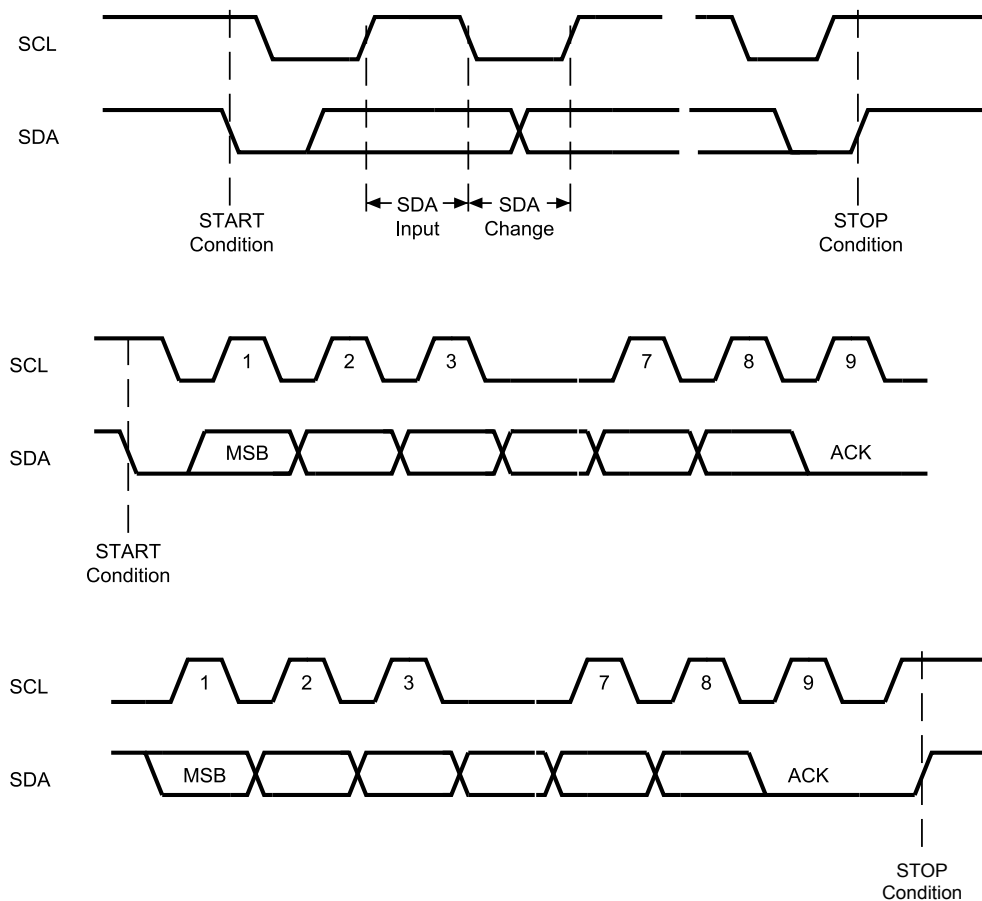 SCL
SDA
START
Condition
SDA
Input
SDA
Change
STOP
Condition
SCL
1 2 3 7 8 9
SDA
MSB ACK
START
Condition
SCL
1 2 3 7 8 9
SDA
MSB ACK
STOP
Condition